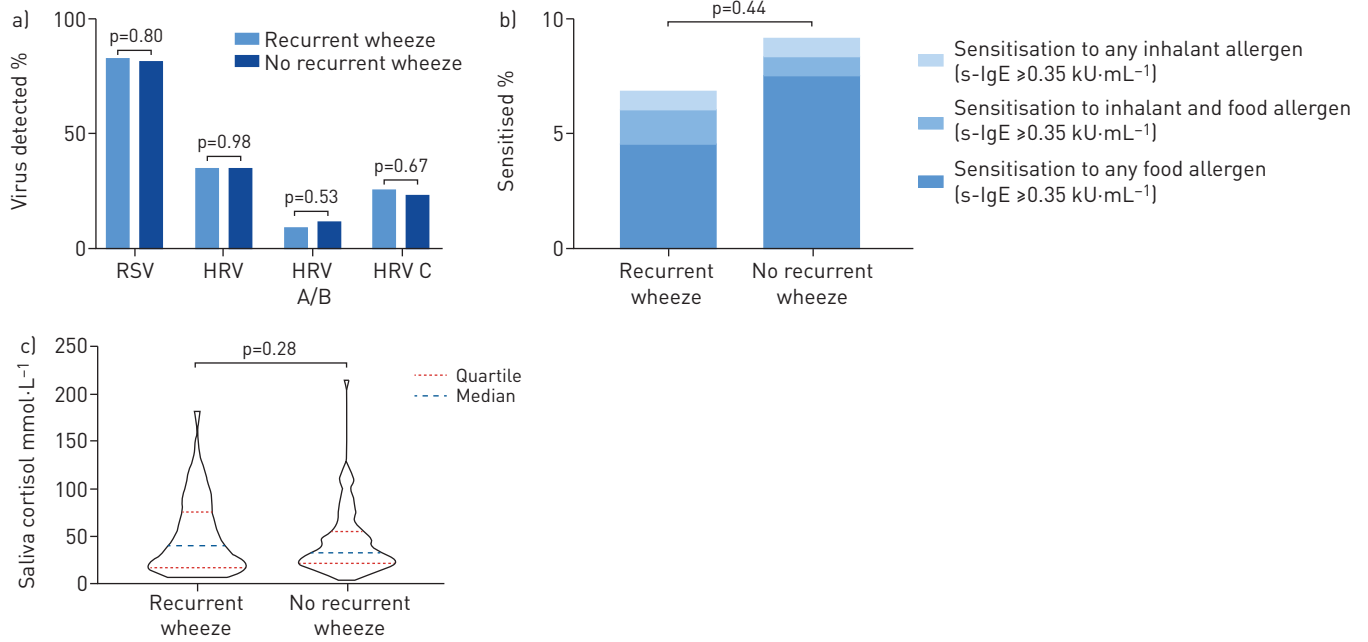 a)
100
50
0
Virus detected %
p=0.80
p=0.98
p=0.53
p=0.67
Recurrent wheeze
No recurrent wheeze
RSV
HRV
HRV
A/B
HRV C
b)
10
5
0
Sensitised %
p=0.44
Recurrent
wheeze
No recurrent
wheeze
Sensitisation to any inhalant allergen
(s-IgE ⩾0.35 kU·mL⁻¹)
Sensitisation to inhalant and food allergen
(s-IgE ⩾0.35 kU·mL⁻¹)
Sensitisation to any food allergen
(s-IgE ⩾0.35 kU·mL⁻¹)
c)
250
200
150
100
50
0
Saliva cortisol mmol·L⁻¹
p=0.28
Quartile
Median
Recurrent
wheeze
No recurrent
wheeze